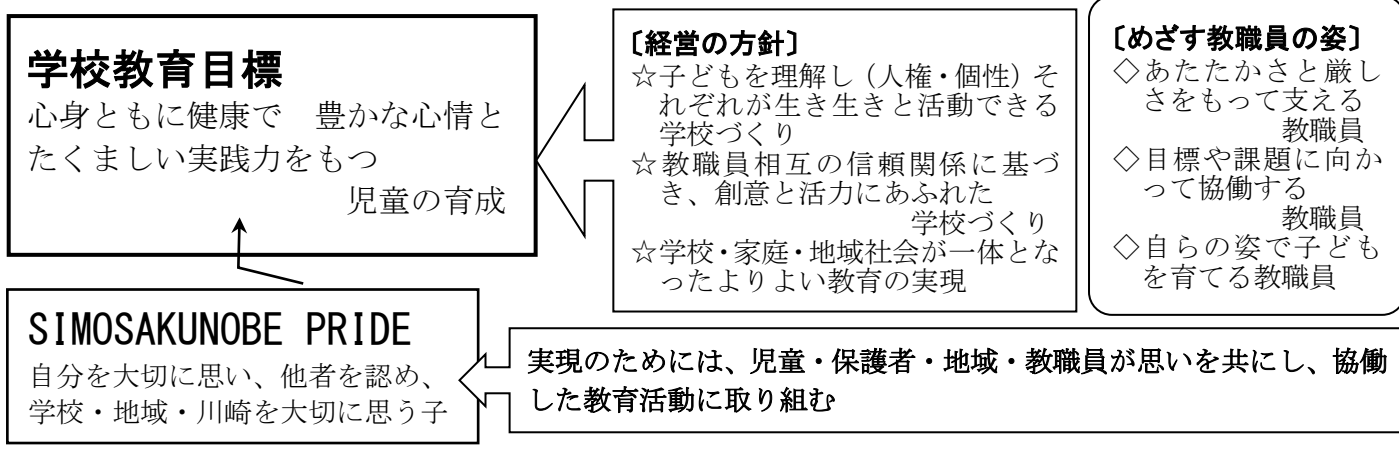 学校教育目標
心身ともに健康で　豊かな心情と
たくましい実践力をもつ
児童の育成
〔経営の方針〕
☆子どもを理解し（人権・個性）そ
れぞれが生き生きと活動できる
学校づくり
☆教職員相互の信頼関係に基づ
き、創意と活力にあふれた
学校づくり
☆学校・家庭・地域社会が一体とな
ったよりよい教育の実現
〔めざす教職員の姿〕
◇あたたかさと厳し
さをもって支える
教職員
◇目標や課題に向か
って協働する
教職員
◇自らの姿で子ども
を育てる教職員
SIMOSAKUNOBE PRIDE
自分を大切に思い、他者を認め、
学校・地域・川崎を大切に思う子
実現のためには、児童・保護者・地域・教職員が思いを共にし、協働
した教育活動に取り組む